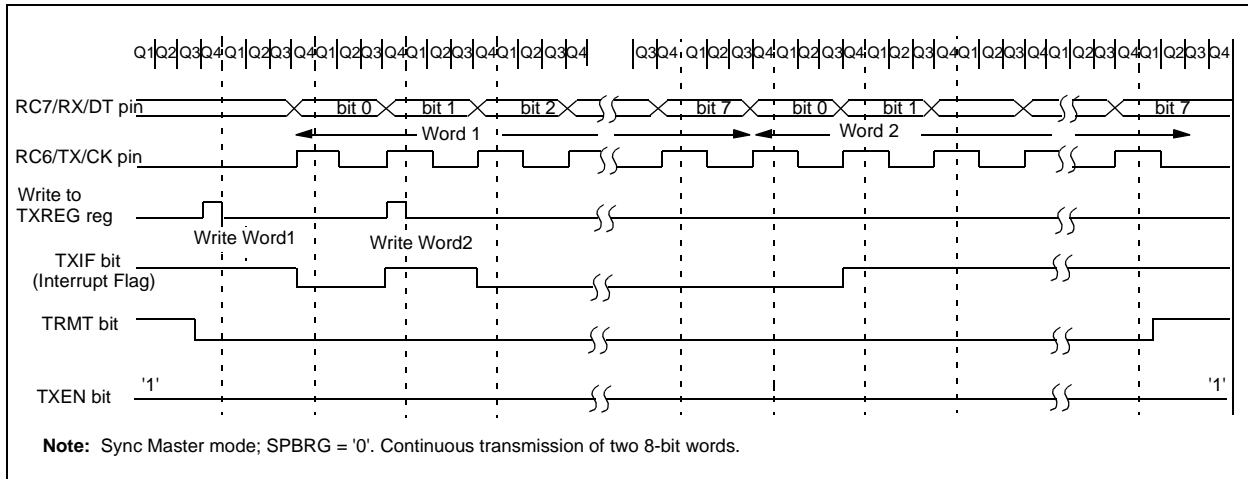 Q1 Q2 Q3 Q4 Q1 Q2 Q3 Q4 Q1 Q2 Q3 Q4 Q1 Q2 Q3 Q4 Q1 Q2 Q3 Q4 Q3 Q4 Q1 Q2 Q3 Q4 Q1 Q2 Q3 Q4 Q1 Q2 Q3 Q4 Q1 Q2 Q3 Q4 Q1 Q2 Q3 Q4 Q1 Q2 Q3 Q4
RC7/RX/DT pin bit 0 bit 1 bit 2 bit 7 bit 0 bit 1 bit 7
Word 1 Word 2
RC6/TX/CK pin
Write to
TXREG reg
Write Word1 Write Word2
TXIF bit
(Interrupt Flag)
TRMT bit
'1' '1'
TXEN bit
Note: Sync Master mode; SPBRG = '0'. Continuous transmission of two 8-bit words.